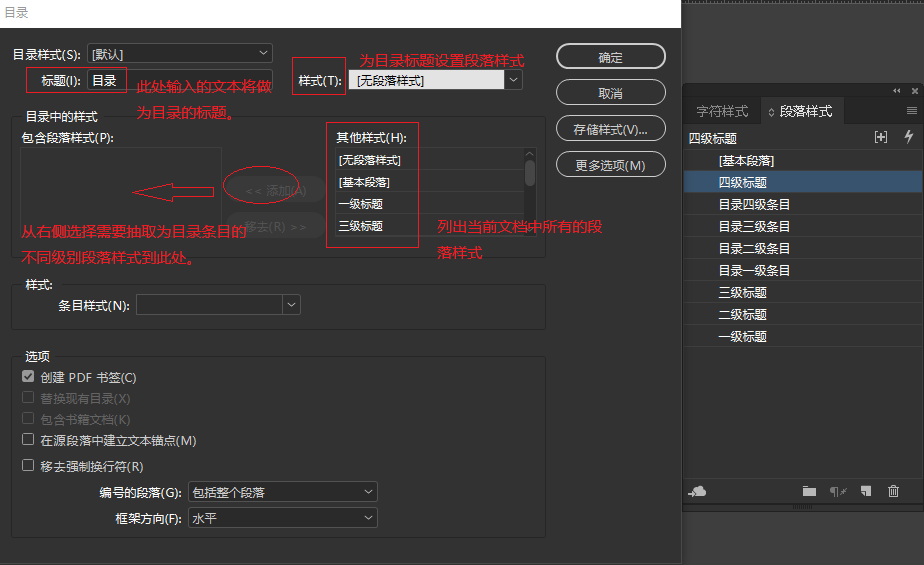 目录
目录样式(S): [默认]
标题(I): 目录
样式(T): [无段落样式]
为目录标题设置段落样式
此处输入的文本将做
为目录的标题。
确定
取消
存储样式(V)...
更多选项(M)
目录中的样式
包含段落样式(P):
其他样式(H):
[无段落样式]
[基本段落]
一级标题
三级标题
<< 添加(A)
移去(R) >>
从右侧选择需要抽取为目录条目的
不同级别段落样式到此处。
列出当前文档中所有的段
落样式
样式:
条目样式(N):
选项
创建 PDF 书签(C)
替换现有目录(X)
包含书籍文档(K)
在源段落中建立文本锚点(M)
移去强制换行符(R)
编号的段落(G): 包括整个段落
框架方向(F): 水平
字符样式
段落样式
四级标题
[基本段落]
四级标题
目录四级条目
目录三级条目
目录二级条目
目录一级条目
三级标题
二级标题
一级标题